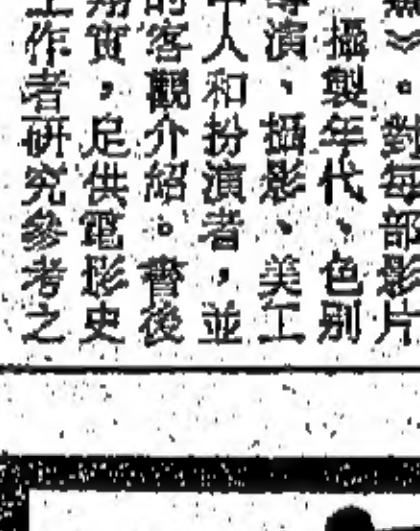 》。對每部影片
攝製年代、色別
導演、攝影、美工
人和扮演者，並
的客觀介紹。書後
翔實，足供電影史
工作者研究參考之